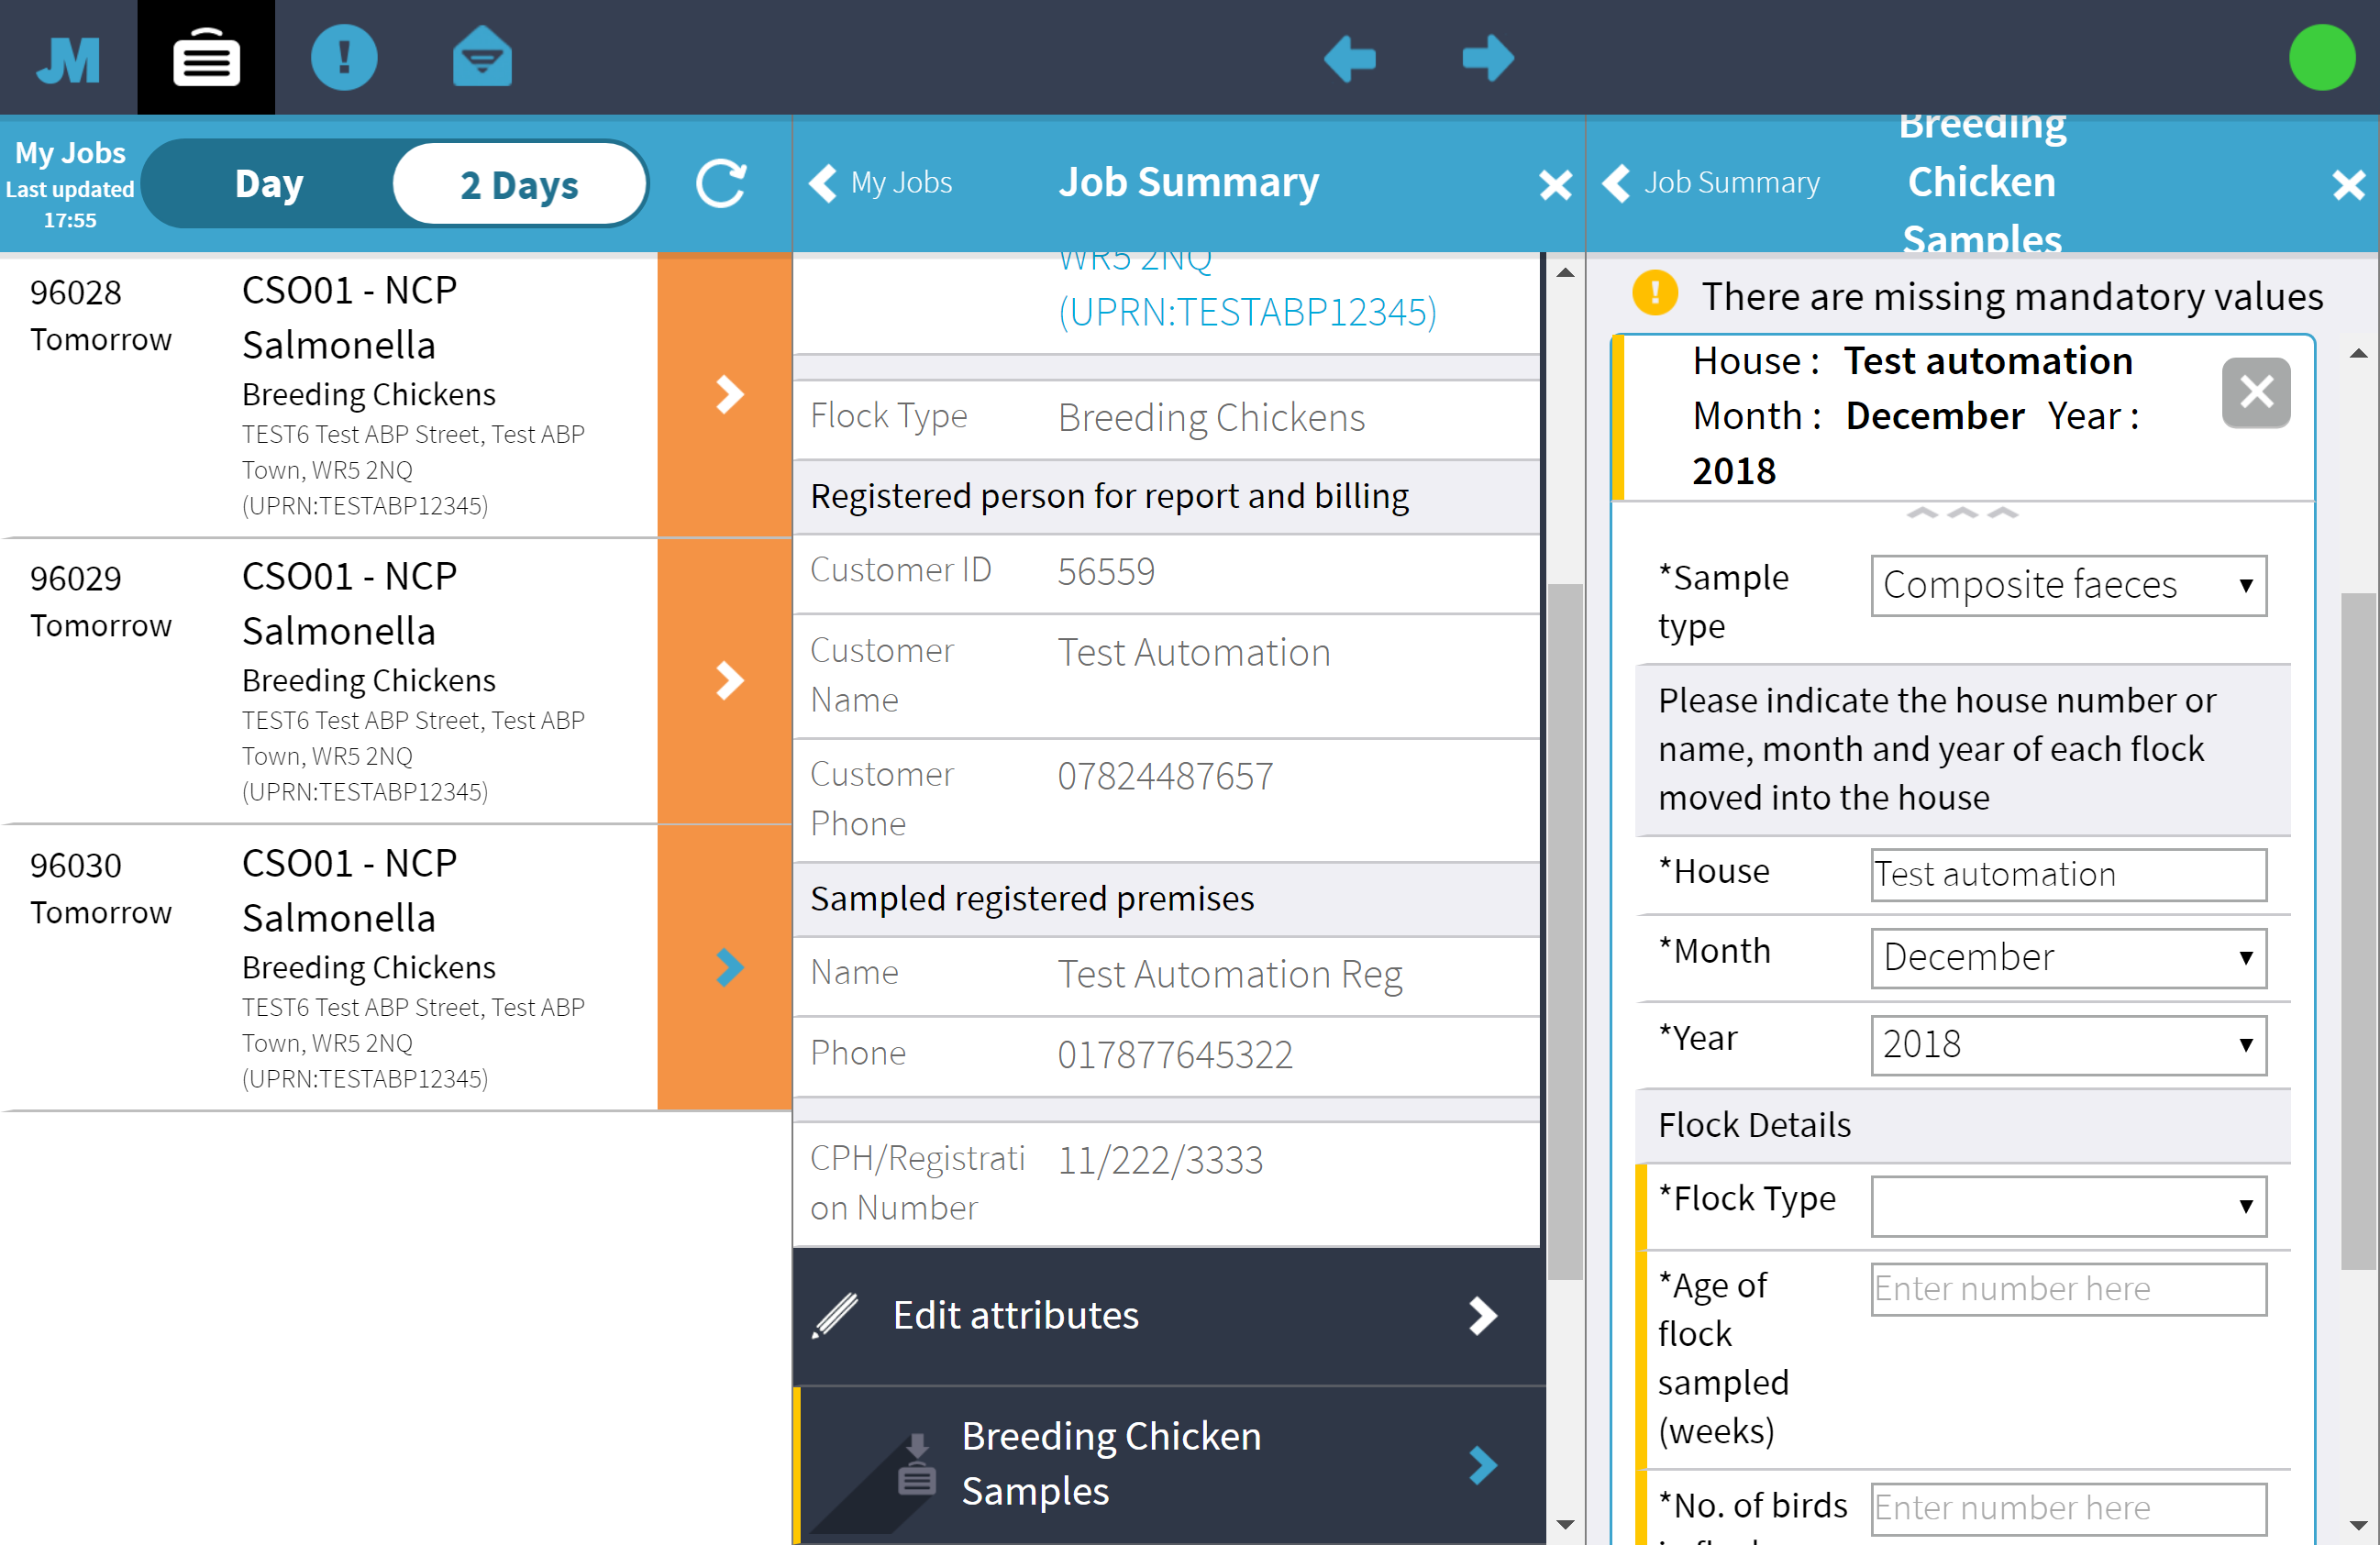 JM
My Jobs
Last updated
17:55
Day
2 Days
My Jobs
Job Summary
Job Summary
Breeding
Chicken
Samples
96028
Tomorrow
CSO01 - NCP
Salmonella
Breeding Chickens
TEST6 Test ABP Street, Test ABP
Town, WR5 2NQ
(UPRN:TESTABP12345)
96029
Tomorrow
CSO01 - NCP
Salmonella
Breeding Chickens
TEST6 Test ABP Street, Test ABP
Town, WR5 2NQ
(UPRN:TESTABP12345)
96030
Tomorrow
CSO01 - NCP
Salmonella
Breeding Chickens
TEST6 Test ABP Street, Test ABP
Town, WR5 2NQ
(UPRN:TESTABP12345)
WR5 2NQ
(UPRN:TESTABP12345)
Flock Type
Breeding Chickens
Registered person for report and billing
Customer ID
56559
Customer
Name
Test Automation
Customer
Phone
07824487657
Sampled registered premises
Name
Test Automation Reg
Phone
017877645322
CPH/Registrati
on Number
11/222/3333
Edit attributes
Breeding Chicken
Samples
There are missing mandatory values
House : Test automation
Month : December Year :
2018
*Sample
type
Composite faeces
Please indicate the house number or
name, month and year of each flock
moved into the house
*House
Test automation
*Month
December
*Year
2018
Flock Details
*Flock Type
*Age of
flock
sampled
(weeks)
Enter number here
*No. of birds
Enter number here